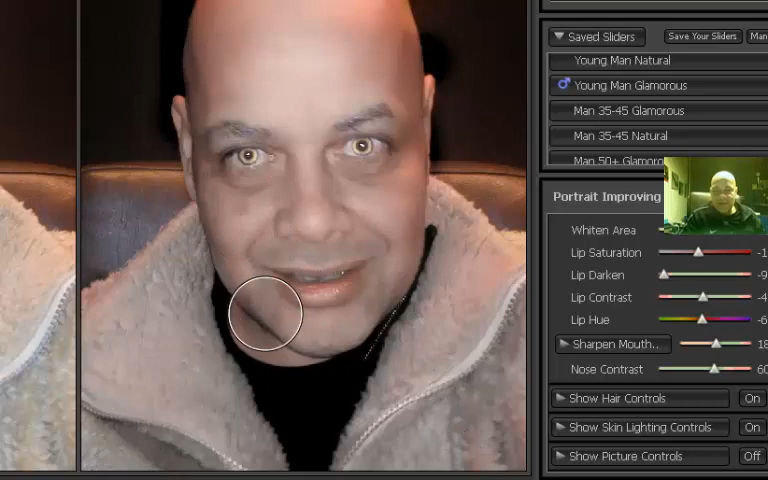 Saved Sliders
Save Your Sliders
Young Man Natural
Young Man Glamorous
Man 35-45 Glamorous
Man 35-45 Natural
Man 50+
Portrait Improving
Whiten Area
Lip Saturation
Lip Darken
Lip Contrast
Lip Hue
Sharpen Mouth..
Nose Contrast
Show Hair Controls On
Show Skin Lighting Controls On
Show Picture Controls Off